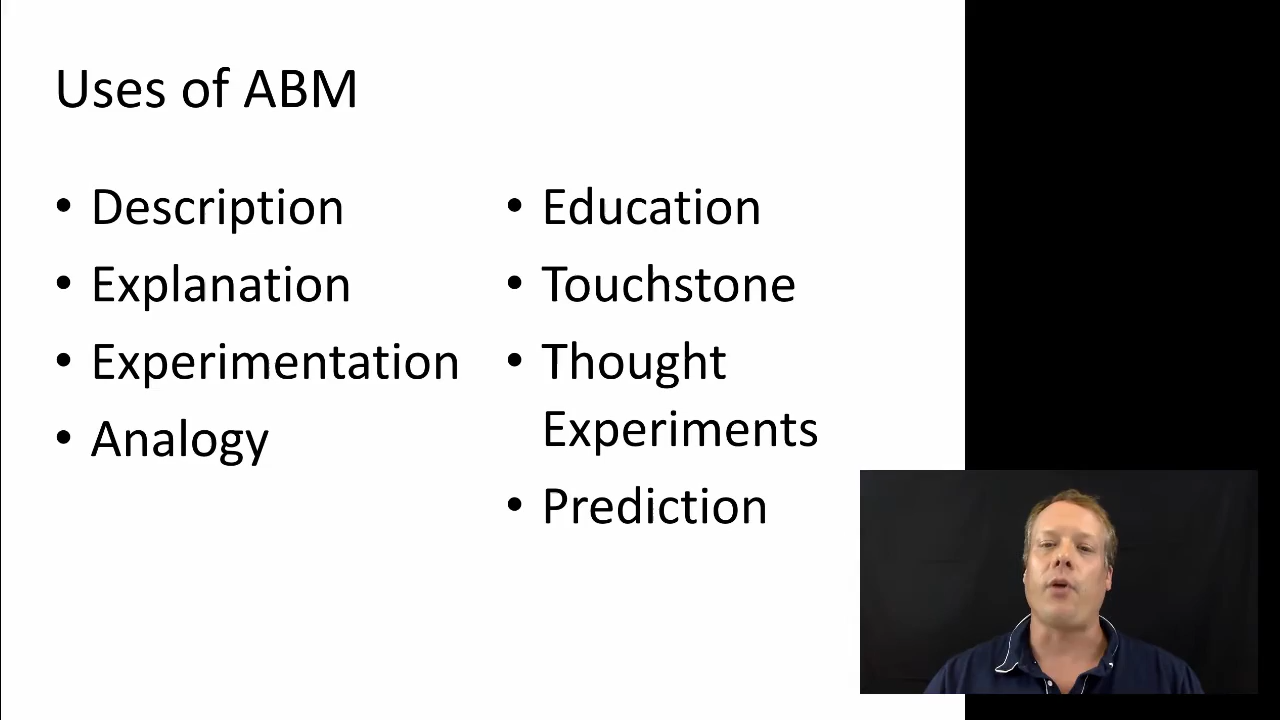 Uses of ABM
• Description
• Explanation
• Experimentation
• Analogy
• Education
• Touchstone
• Thought
Experiments
• Prediction